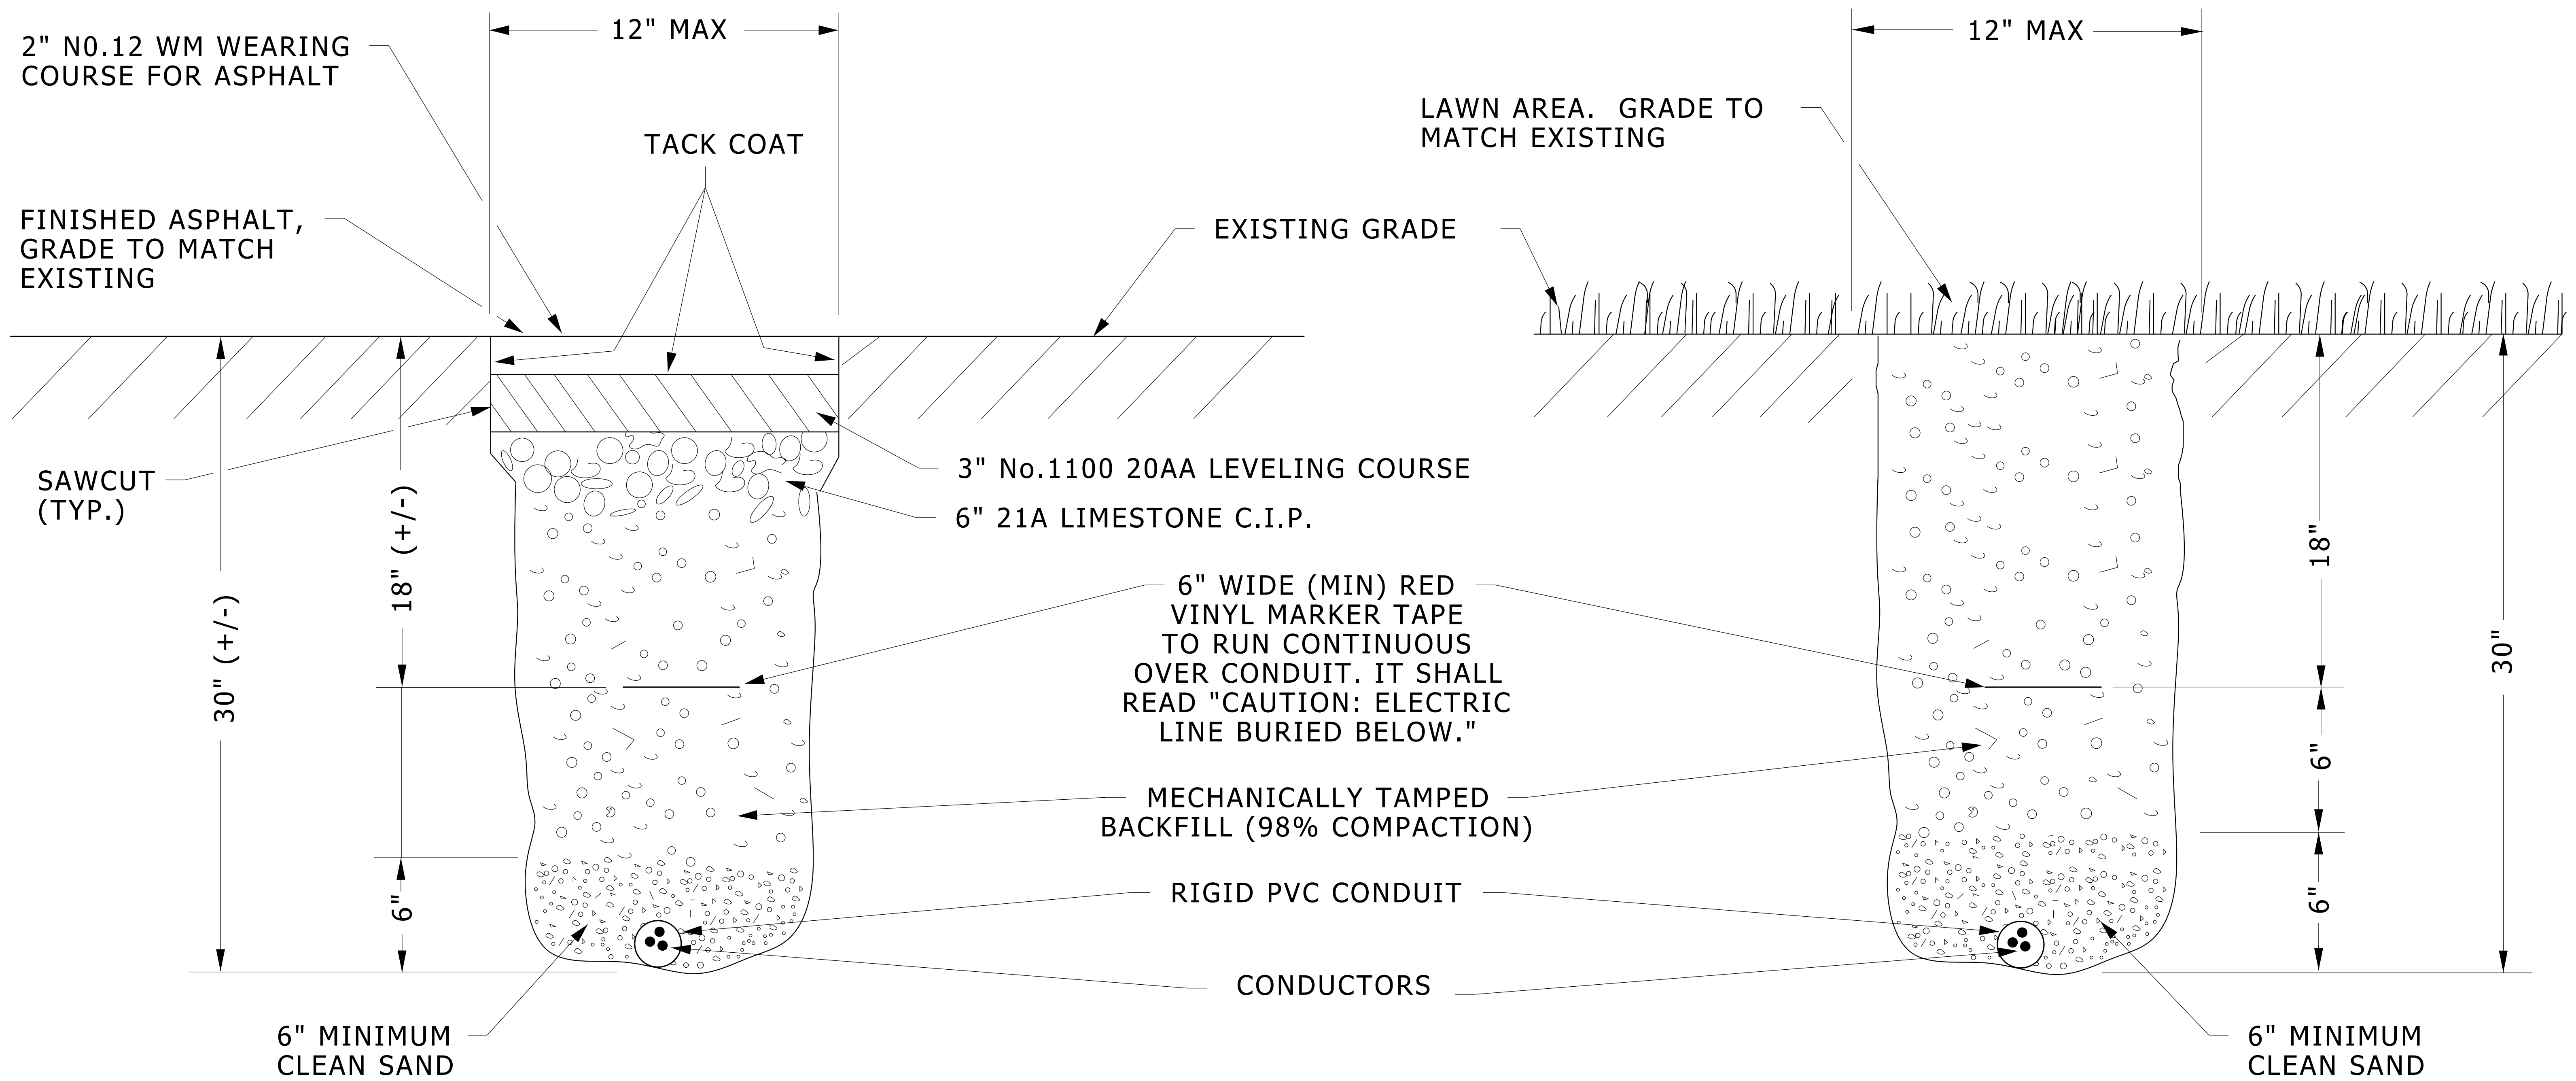 12" MAX
2" N0.12 WM WEARING
COURSE FOR ASPHALT
TACK COAT
FINISHED ASPHALT,
GRADE TO MATCH
EXISTING
SAWCUT
(TYP.)
30" (+/-)
18" (+/-)
6"
6" MINIMUM
CLEAN SAND
EXISTING GRADE
3" No.1100 20AA LEVELING COURSE
6" 21A LIMESTONE C.I.P.
6" WIDE (MIN) RED
VINYL MARKER TAPE
TO RUN CONTINUOUS
OVER CONDUIT. IT SHALL
READ "CAUTION: ELECTRIC
LINE BURIED BELOW."
MECHANICALLY TAMPED
BACKFILL (98% COMPACTION)
RIGID PVC CONDUIT
CONDUCTORS
12" MAX
LAWN AREA.  GRADE TO
MATCH EXISTING
18"
6"
6"
30"
6" MINIMUM
CLEAN SAND